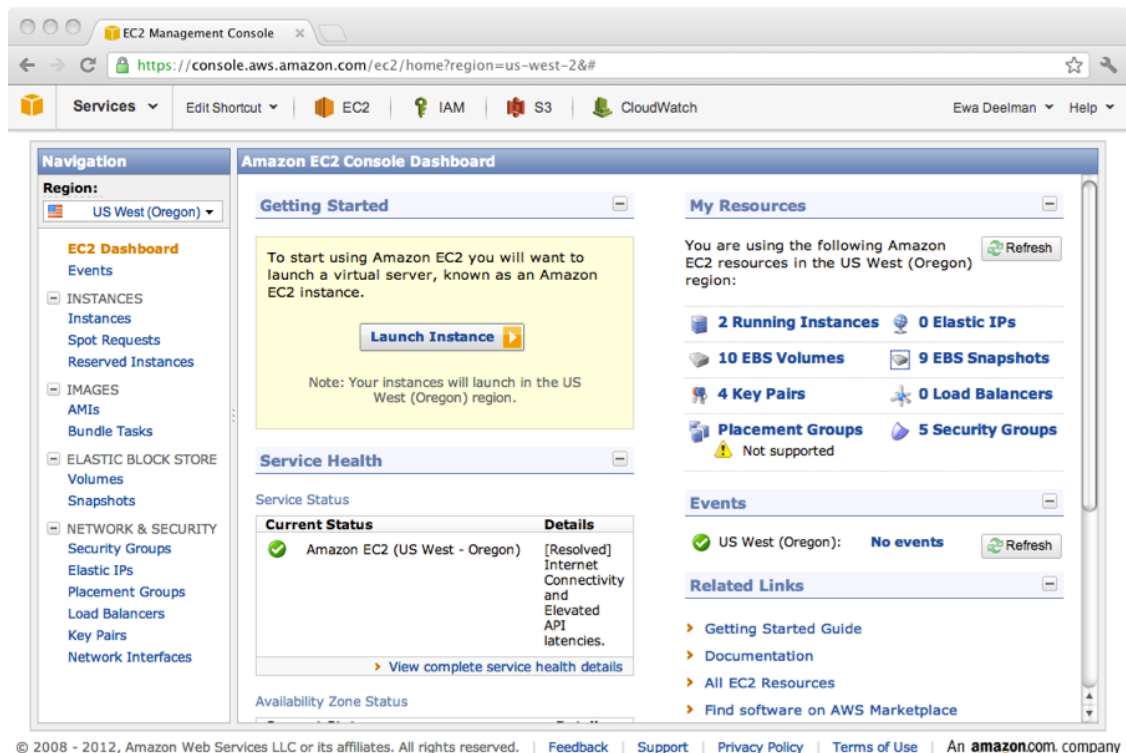 EC2 Management Console
https://console.aws.amazon.com/ec2/home?region=us-west-2&#
Services Edit Shortcut EC2 IAM S3 CloudWatch Ewa Deelman Help
Navigation
Region:
US West (Oregon)
EC2 Dashboard
Events
INSTANCES
Instances
Spot Requests
Reserved Instances
IMAGES
AMIs
Bundle Tasks
ELASTIC BLOCK STORE
Volumes
Snapshots
NETWORK & SECURITY
Security Groups
Elastic IPs
Placement Groups
Load Balancers
Key Pairs
Network Interfaces
Amazon EC2 Console Dashboard
Getting Started
To start using Amazon EC2 you will want to
launch a virtual server, known as an Amazon
EC2 instance.
Launch Instance
Note: Your instances will launch in the US
West (Oregon) region.
Service Health
Service Status
Current Status Details
Amazon EC2 (US West - Oregon) [Resolved]
Internet
Connectivity
and
Elevated
API
latencies.
View complete service health details
Availability Zone Status
My Resources
You are using the following Amazon
EC2 resources in the US West (Oregon)
region:
Refresh
2 Running Instances 0 Elastic IPs
10 EBS Volumes 9 EBS Snapshots
4 Key Pairs 0 Load Balancers
Placement Groups 5 Security Groups
Not supported
Events
US West (Oregon): No events Refresh
Related Links
Getting Started Guide
Documentation
All EC2 Resources
Find software on AWS Marketplace
© 2008 - 2012, Amazon Web Services LLC or its affiliates. All rights reserved. | Feedback | Support | Privacy Policy | Terms of Use | An amazon.com. company